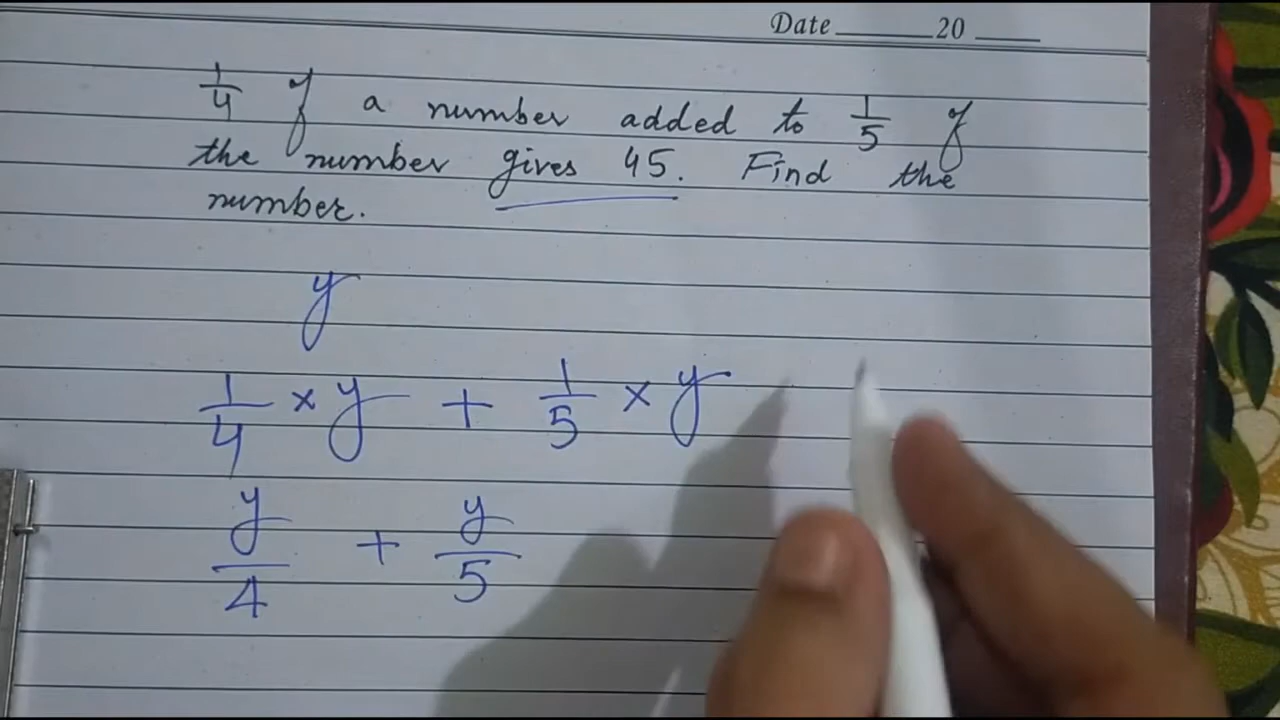 Date ______ 20 ____
1/4 of a number added to 1/5 of
the number gives 45. Find the
number.
y
1/4 × y + 1/5 × y
y/4 + y/5